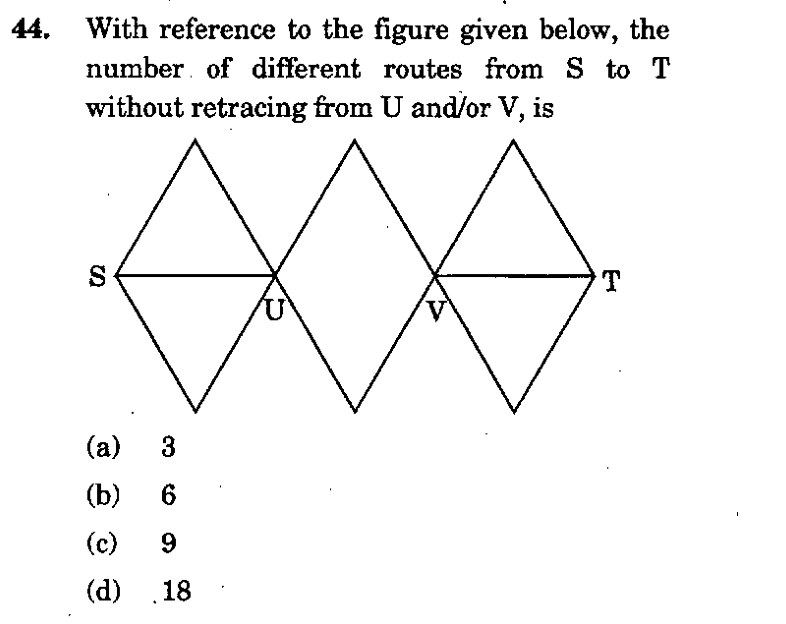 44. With reference to the figure given below, the
number of different routes from S to T
without retracing from U and/or V, is
S
U
V
T
(a) 3
(b) 6
(c) 9
(d) 18